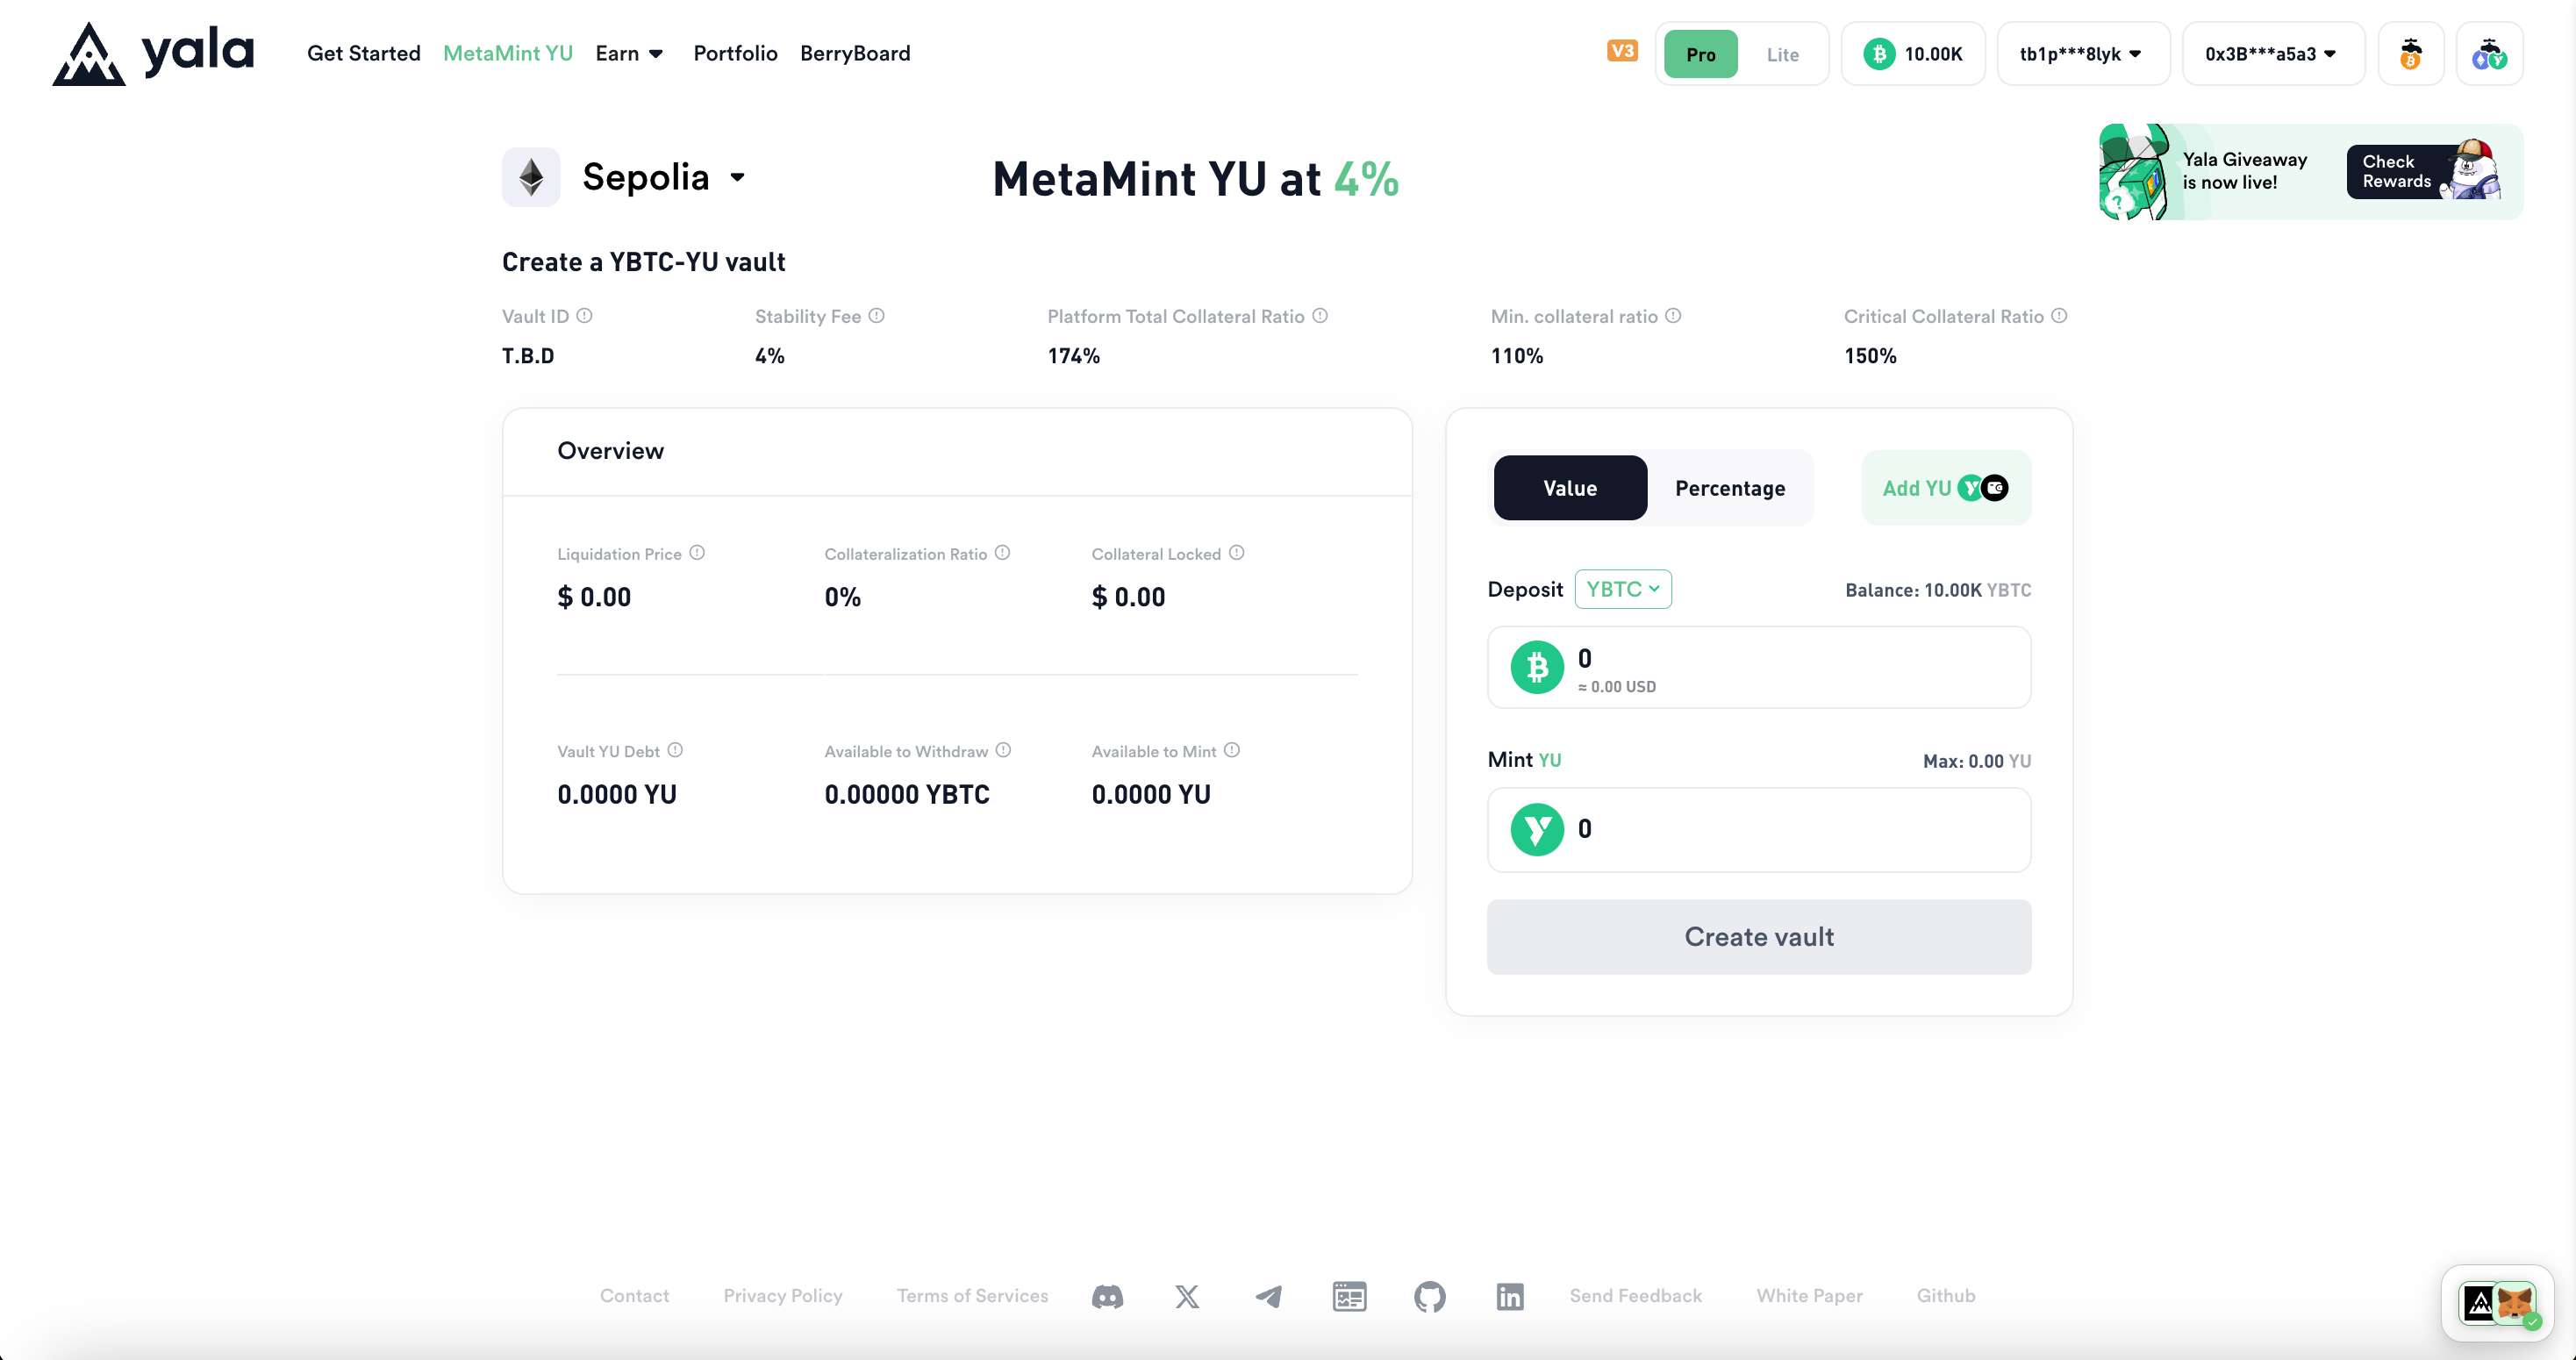 yala
Get Started
MetaMint YU
Earn
Portfolio
BerryBoard
V3
Pro
Lite
10.00K
tb1p***8lyk
0x3B***a5a3
Sepolia
MetaMint YU at 4%
Yala Giveaway
is now live!
Check
Rewards
Create a YBTC-YU vault
Vault ID
T.B.D
Stability Fee
4%
Platform Total Collateral Ratio
174%
Min. collateral ratio
110%
Critical Collateral Ratio
150%
Overview
Liquidation Price
$ 0.00
Collateralization Ratio
0%
Collateral Locked
$ 0.00
Vault YU Debt
0.0000 YU
Available to Withdraw
0.00000 YBTC
Available to Mint
0.0000 YU
Value
Percentage
Add YU
Deposit
YBTC
Balance: 10.00K YBTC
0
≈ 0.00 USD
Mint YU
Max: 0.00 YU
0
Create vault
Contact
Privacy Policy
Terms of Services
Send Feedback
White Paper
Github